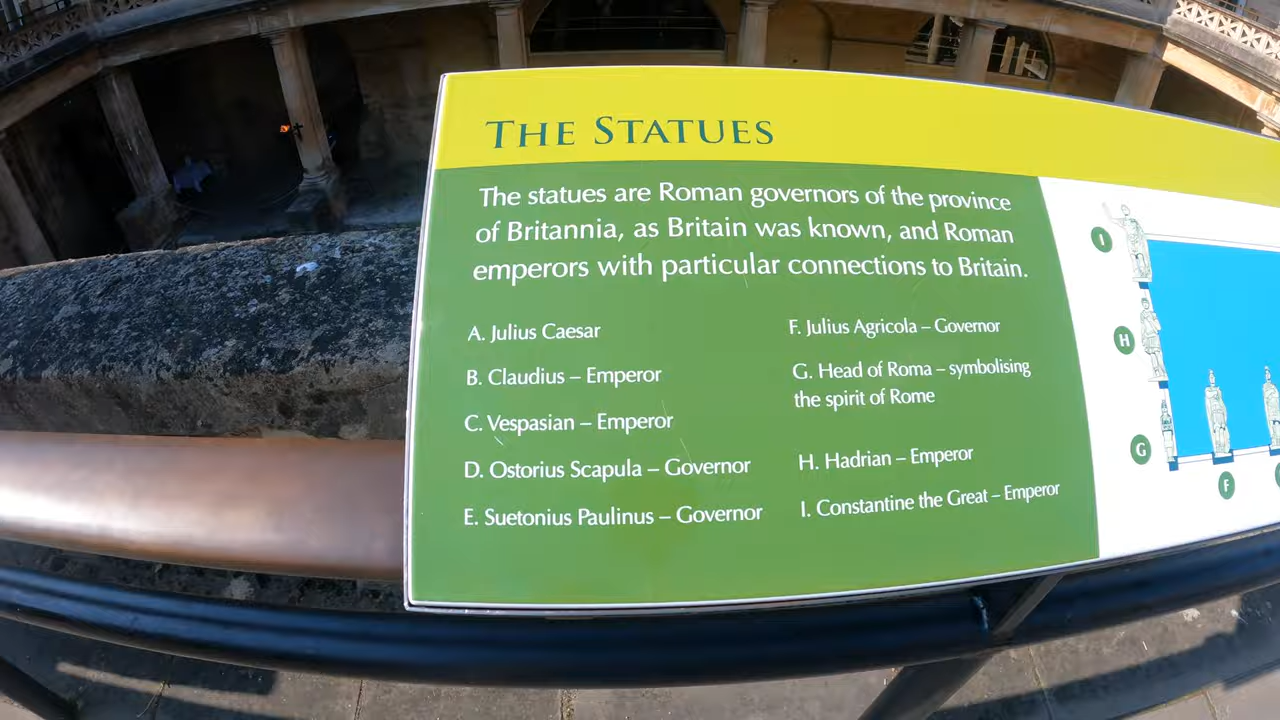 THE STATUES
The statues are Roman governors of the province
of Britannia, as Britain was known, and Roman
emperors with particular connections to Britain.
A. Julius Caesar
B. Claudius – Emperor
C. Vespasian – Emperor
D. Ostorius Scapula – Governor
E. Suetonius Paulinus – Governor
F. Julius Agricola – Governor
G. Head of Roma – symbolising
the spirit of Rome
H. Hadrian – Emperor
I. Constantine the Great – Emperor
I
H
G
F